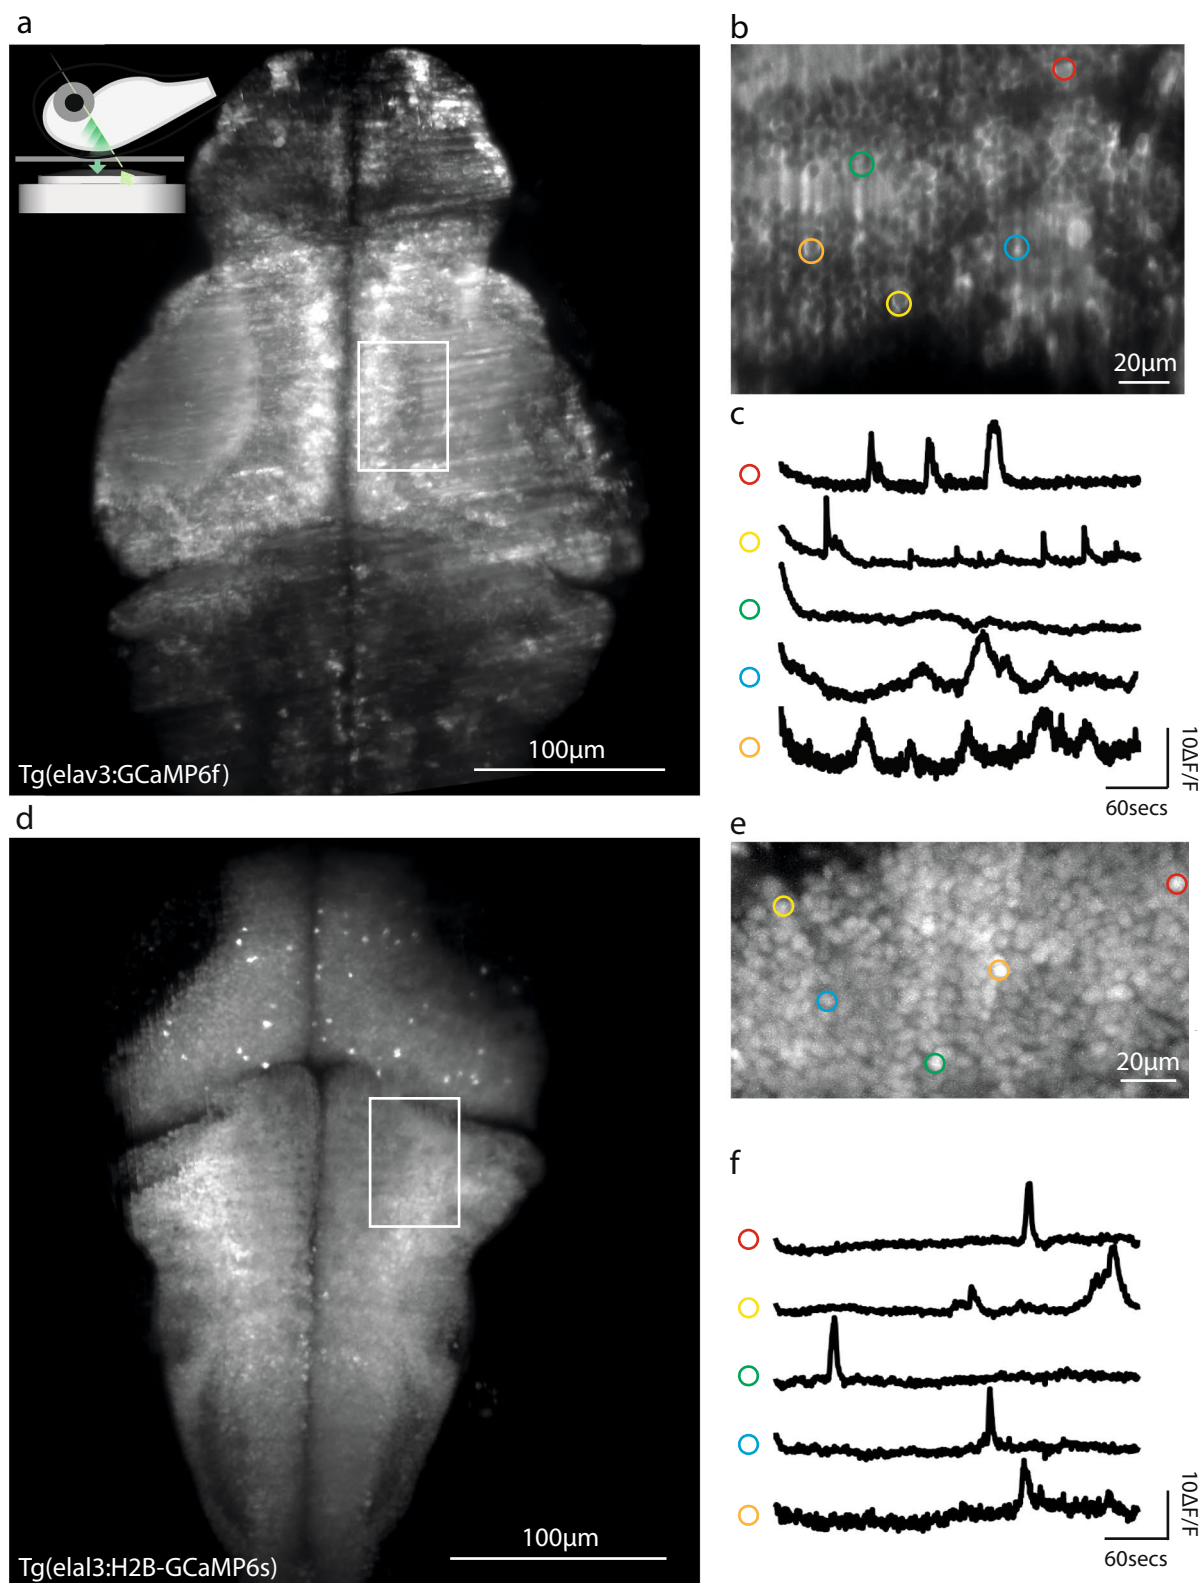 a
Tg(elav3:GCaMP6f)
100µm
b
20µm
c
10ΔF/F
60secs
d
Tg(elal3:H2B-GCaMP6s)
100µm
e
20µm
f
10ΔF/F
60secs